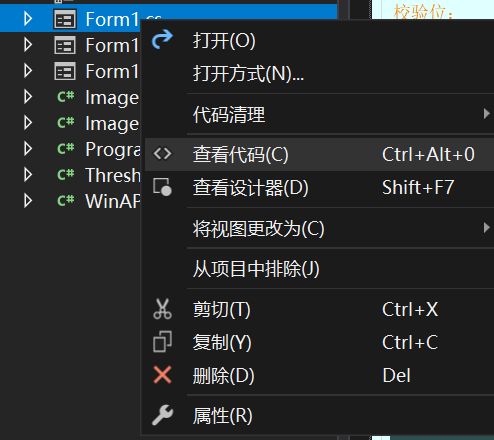 校验位:
Form1.cs
Form1
Form1
Image
Image
Progra
Thresh
WinAP
打开(O)
打开方式(N)...
代码清理
查看代码(C) Ctrl+Alt+0
查看设计器(D) Shift+F7
将视图更改为(C)
从项目中排除(J)
剪切(T) Ctrl+X
复制(Y) Ctrl+C
删除(D) Del
属性(R)